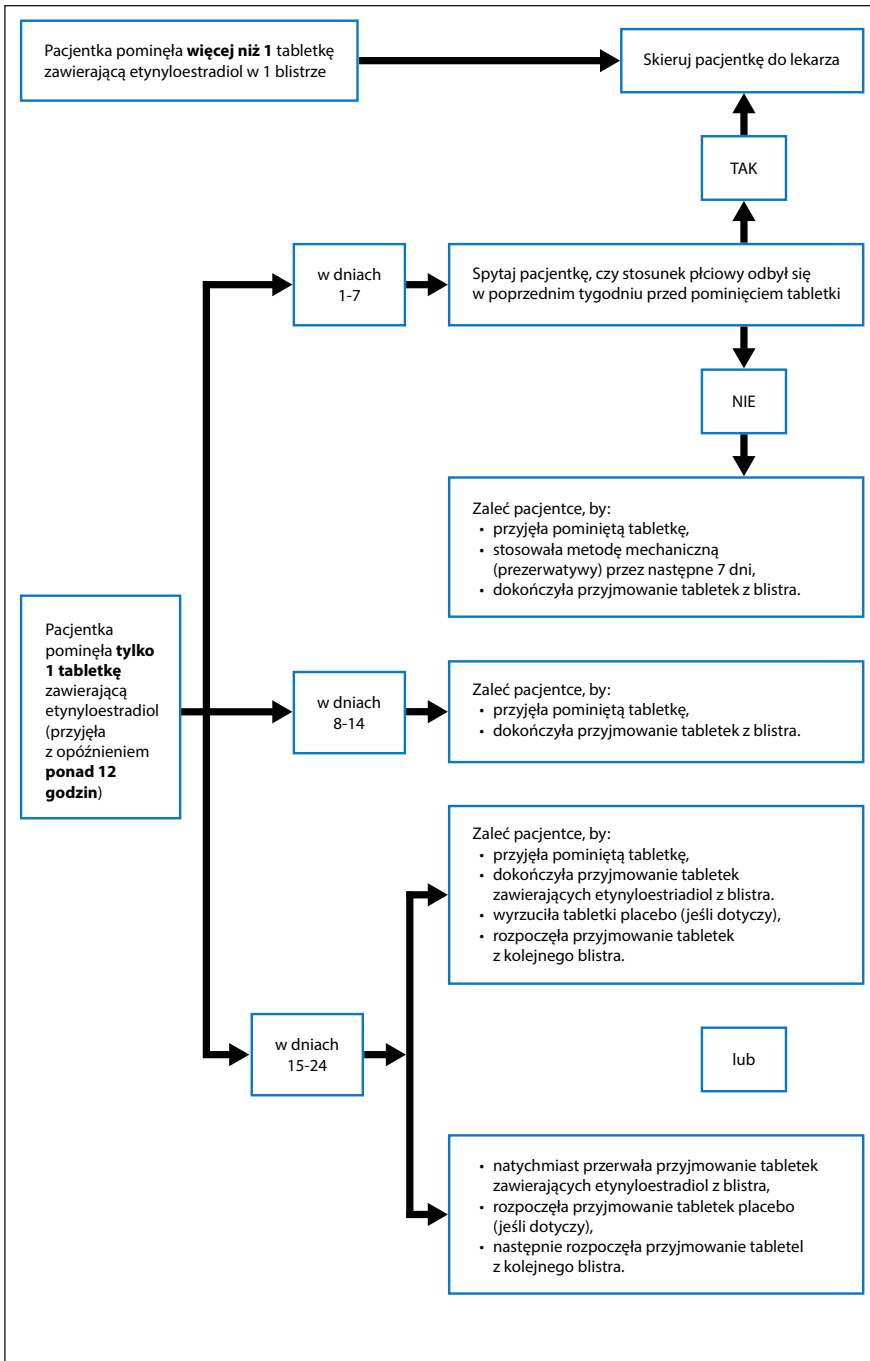 Pacjentka pominęła więcej niż 1 tabletkę
zawierającą etynyloestradiol w 1 blistrze
Skieruj pacjentkę do lekarza
TAK
w dniach
1-7
Spytaj pacjentkę, czy stosunek płciowy odbył się
w poprzednim tygodniu przed pominięciem tabletki
NIE
Zaleć pacjentce, by:
• przyjęła pominiętą tabletkę,
• stosowała metodę mechaniczną
(prezerwatywy) przez następne 7 dni,
• dokończyła przyjmowanie tabletek z blistra.
Pacjentka
pominęła tylko
1 tabletkę
zawierającą
etynyloestradiol
(przyjęła
z opóźnieniem
ponad 12
godzin)
w dniach
8-14
Zaleć pacjentce, by:
• przyjęła pominiętą tabletkę,
• dokończyła przyjmowanie tabletek z blistra.
Zaleć pacjentce, by:
• przyjęła pominiętą tabletkę,
• dokończyła przyjmowanie tabletek
zawierających etynyloestriadiol z blistra.
• wyrzuciła tabletki placebo (jeśli dotyczy),
• rozpoczęła przyjmowanie tabletek
z kolejnego blistra.
w dniach
15-24
lub
• natychmiast przerwała przyjmowanie tabletek
zawierających etynyloestradiol z blistra,
• rozpoczęła przyjmowanie tabletek placebo
(jeśli dotyczy),
• następnie rozpoczęła przyjmowanie tabletel
z kolejnego blistra.